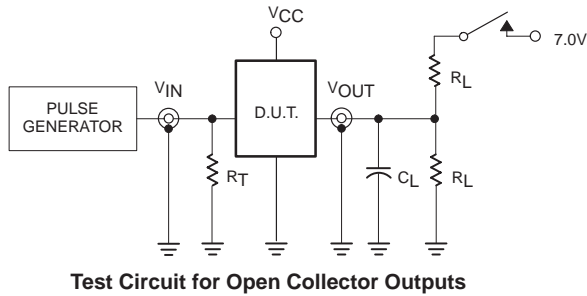 VCC
7.0V
RL
VIN
VOUT
PULSE
GENERATOR
D.U.T.
RT
CL
RL
Test Circuit for Open Collector Outputs